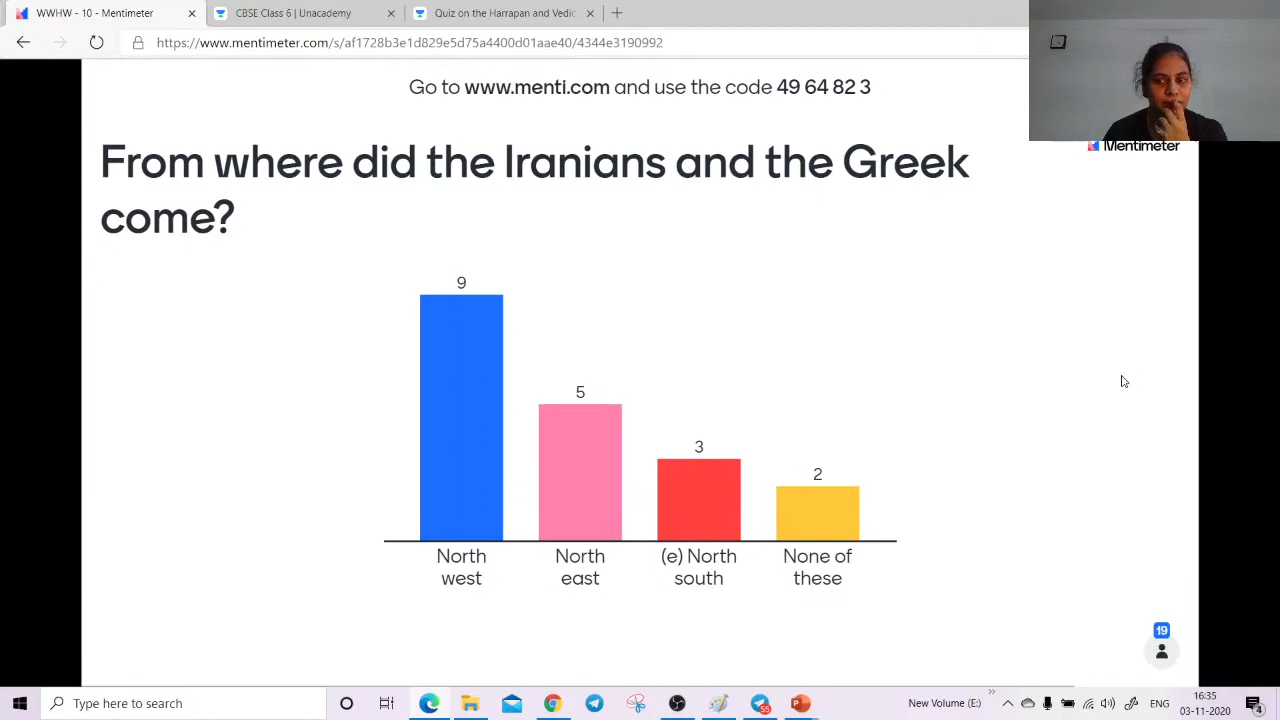 WWHW - 10 - Mentimeter
CBSE Class 6 | Unacademy
Quiz on the Harrapan and Vedic
https://www.mentimeter.com/s/af1728b3e1d829e5d75a4400d01aae40/4344e3190992
Go to www.menti.com and use the code 49 64 82 3
Mentimeter
From where did the Iranians and the Greek
come?
9
5
3
2
North
west
North
east
(e) North
south
None of
these
19
Type here to search
55
New Volume (E:)
ENG
16:35
03-11-2020
4